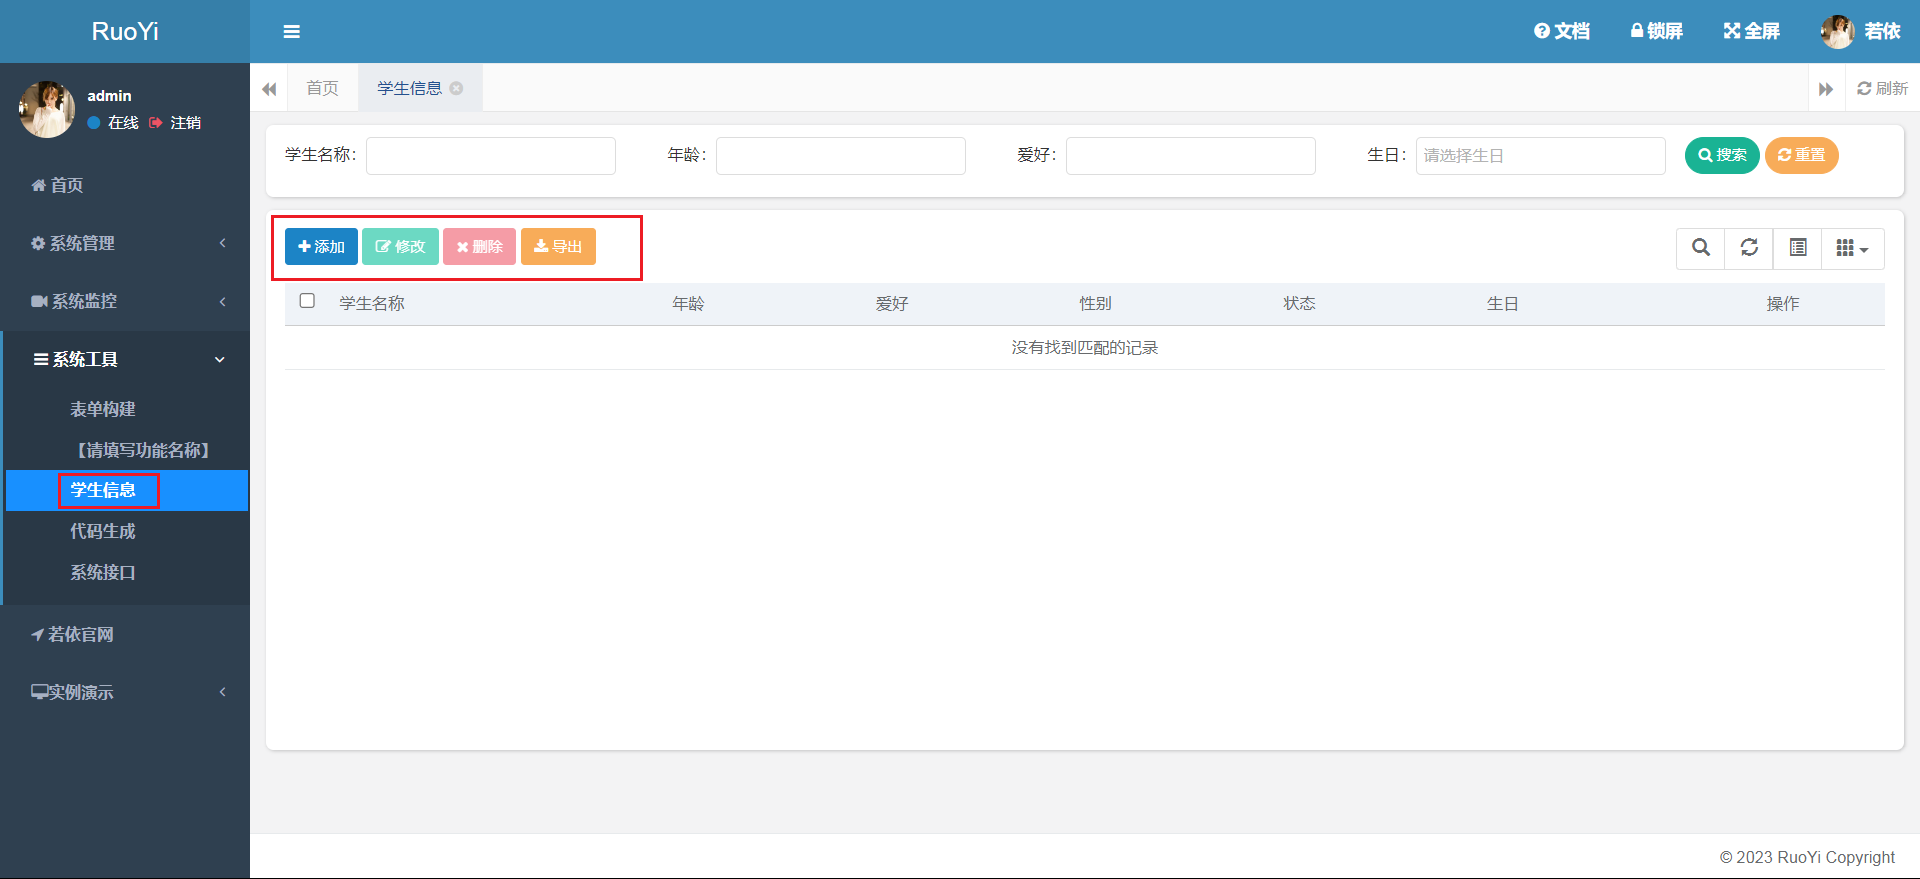 RuoYi
文档 锁屏 全屏 若依
admin
在线 注销
首页 学生信息 刷新
学生名称: 年龄: 爱好: 生日: 请选择生日 搜索 重置
首页
系统管理
系统监控
系统工具
表单构建
【请填写功能名称】
学生信息
代码生成
系统接口
若依官网
实例演示
添加 修改 删除 导出
学生名称 年龄 爱好 性别 状态 生日 操作
没有找到匹配的记录
© 2023 RuoYi Copyright